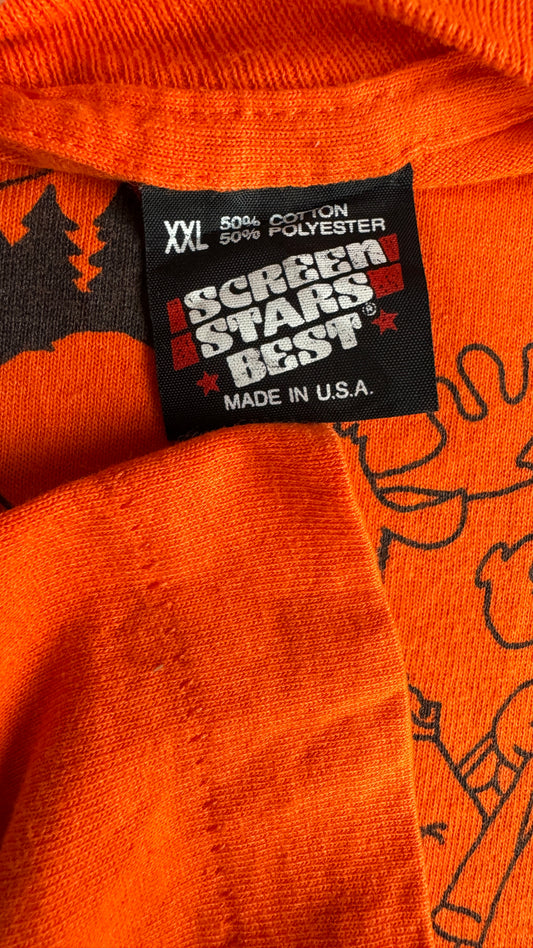 XXL 50% COTTON
50% POLYESTER
SCREEN
STARS
BEST®
MADE IN U.S.A.